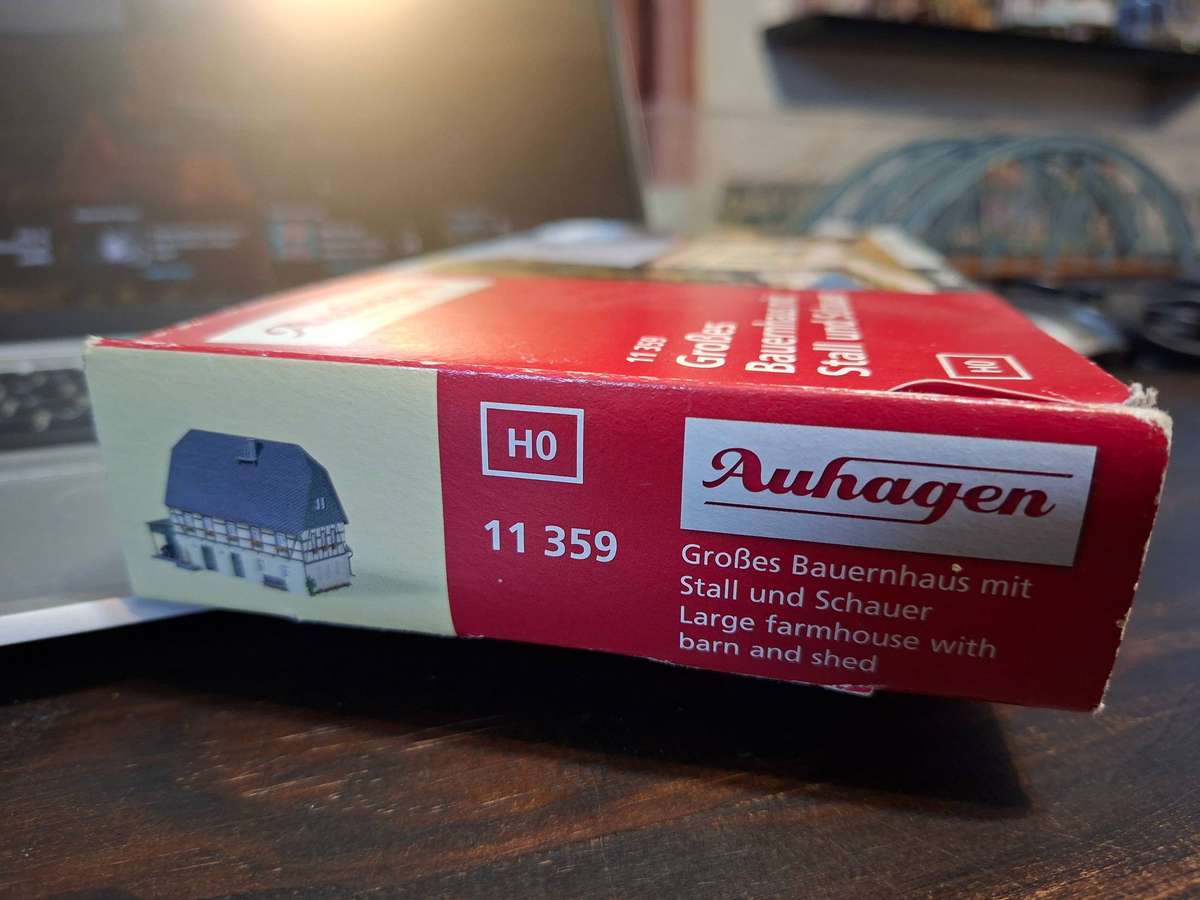 11 359
Großes
Bauernhaus mit
Stall und Schauer
H0
H0
11 359
Auhagen
Großes Bauernhaus mit
Stall und Schauer
Large farmhouse with
barn and shed